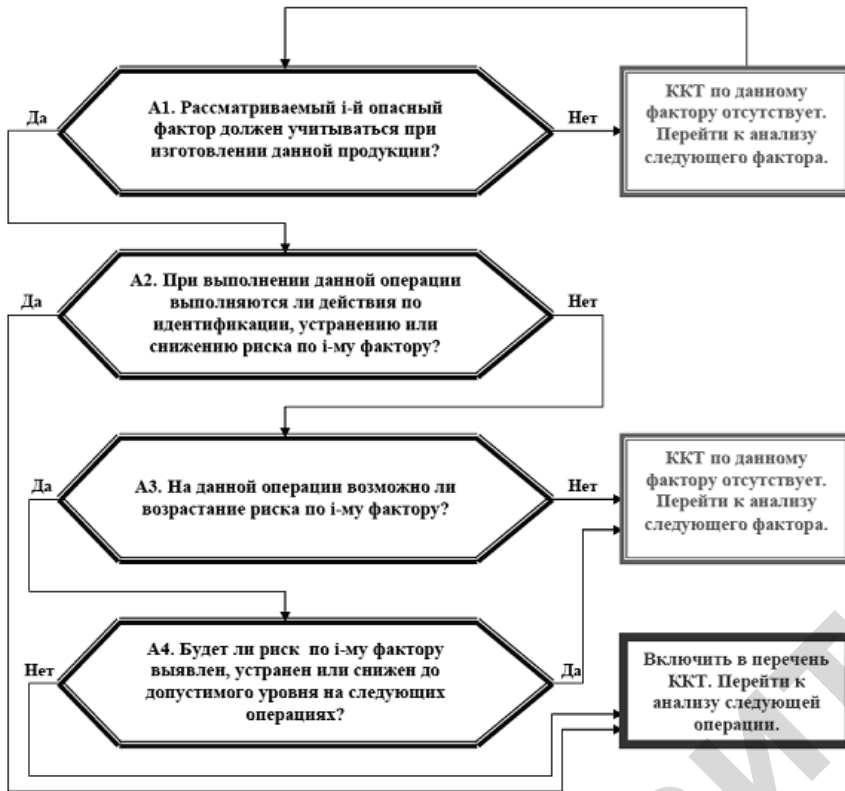 А1. Рассматриваемый i-й опасный
фактор должен учитываться при
изготовлении данной продукции?
Да
Нет
ККТ по данному
фактору отсутствует.
Перейти к анализу
следующего фактора.
А2. При выполнении данной операции
выполняются ли действия по
идентификации, устранению или
снижению риска по i-му фактору?
Да
Нет
А3. На данной операции возможно ли
возрастание риска по i-му фактору?
Да
Нет
ККТ по данному
фактору отсутствует.
Перейти к анализу
следующего фактора.
А4. Будет ли риск по i-му фактору
выявлен, устранен или снижен до
допустимого уровня на следующих
операциях?
Нет
Да
Включить в перечень
ККТ. Перейти к
анализу следующей
операции.